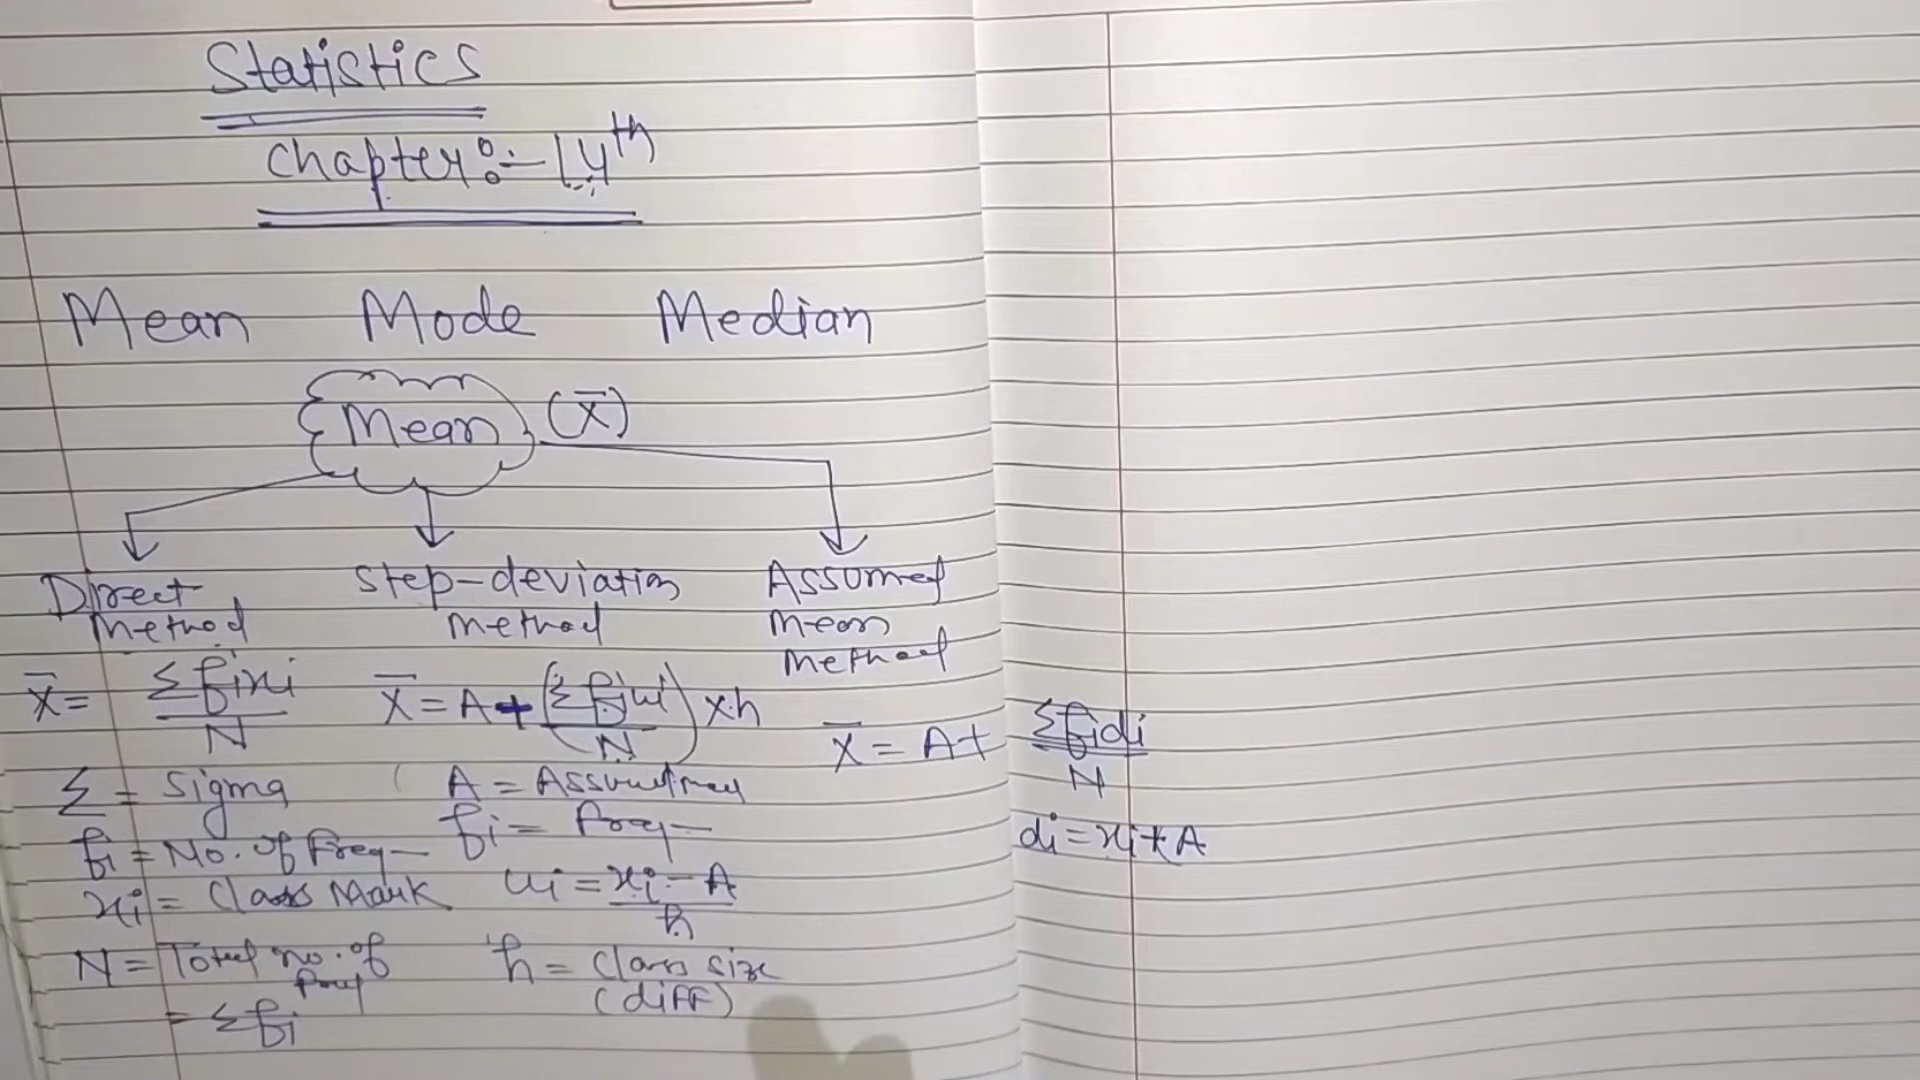 Statistics
Chapter :- 14th
Mean Mode Median
Mean (x̄)
Direct method
step-deviation method
Assumed mean method
x̄ = Σfixi / N
x̄ = A + (Σfiui / N) x h
x̄ = A + Σfidi / N
Σ = sigma
fi = No. of Freq-
xi = Class Mark
N = Total no. of
= Σfi
A = Assumed
fi = freq-
ui = xi - A / h
h = class size
(diff)
di = xi + A